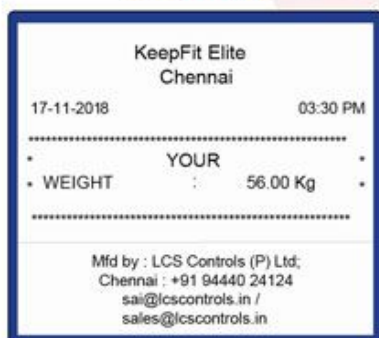 KeepFit Elite
Chennai
17-11-2018 03:30 PM
************************************************************
* YOUR *
* WEIGHT : 56.00 Kg *
************************************************************
Mfd by : LCS Controls (P) Ltd;
Chennai : +91 94440 24124
sai@lcscontrols.in /
sales@lcscontrols.in